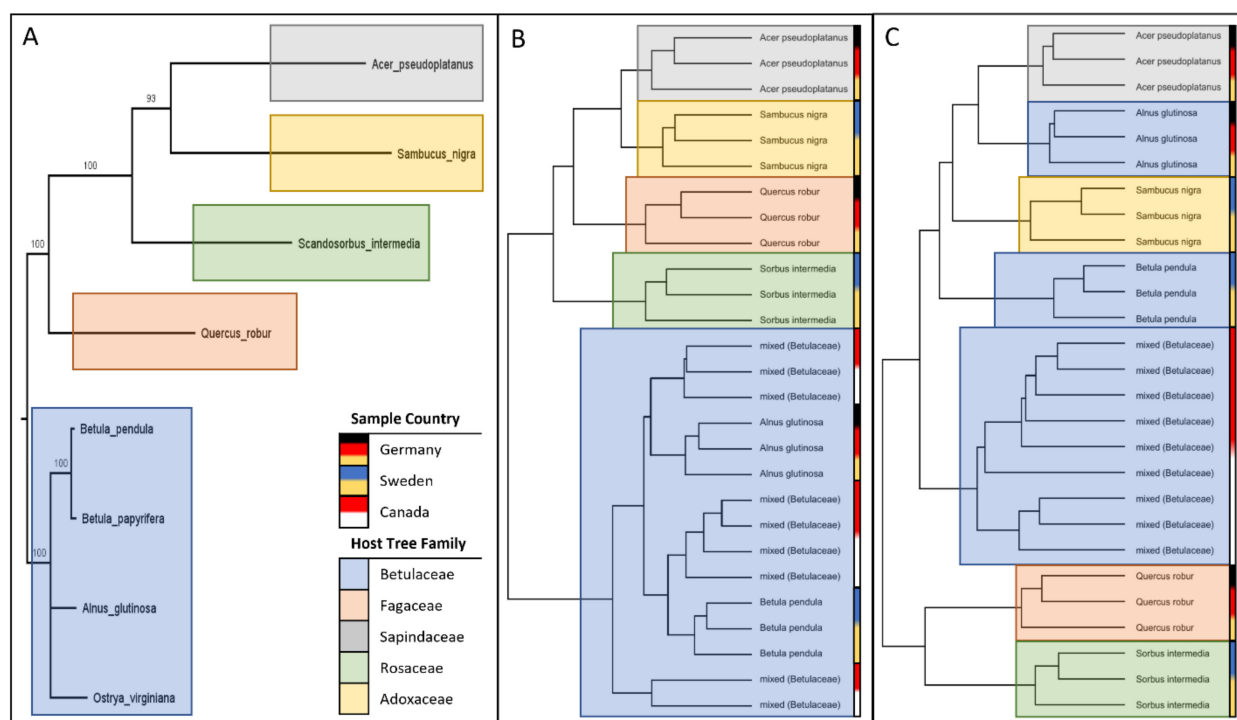 A
93
Acer_pseudoplatanus
Sambucus_nigra
100
Scandosorbus_intermedia
100
Quercus_robur
Betula_pendula
100
Betula_papyrifera
100
Alnus_glutinosa
Ostrya_virginiana
Sample Country
Germany
Sweden
Canada
Host Tree Family
Betulaceae
Fagaceae
Sapindaceae
Rosaceae
Adoxaceae
B
Acer pseudoplatanus
Acer pseudoplatanus
Acer pseudoplatanus
Sambucus nigra
Sambucus nigra
Sambucus nigra
Quercus robur
Quercus robur
Quercus robur
Sorbus intermedia
Sorbus intermedia
Sorbus intermedia
mixed (Betulaceae)
mixed (Betulaceae)
mixed (Betulaceae)
Alnus glutinosa
Alnus glutinosa
Alnus glutinosa
mixed (Betulaceae)
mixed (Betulaceae)
mixed (Betulaceae)
mixed (Betulaceae)
Betula pendula
Betula pendula
Betula pendula
mixed (Betulaceae)
mixed (Betulaceae)
C
Acer pseudoplatanus
Acer pseudoplatanus
Acer pseudoplatanus
Alnus glutinosa
Alnus glutinosa
Alnus glutinosa
Sambucus nigra
Sambucus nigra
Sambucus nigra
Betula pendula
Betula pendula
Betula pendula
mixed (Betulaceae)
mixed (Betulaceae)
mixed (Betulaceae)
mixed (Betulaceae)
mixed (Betulaceae)
mixed (Betulaceae)
mixed (Betulaceae)
mixed (Betulaceae)
mixed (Betulaceae)
Quercus robur
Quercus robur
Quercus robur
Sorbus intermedia
Sorbus intermedia
Sorbus intermedia